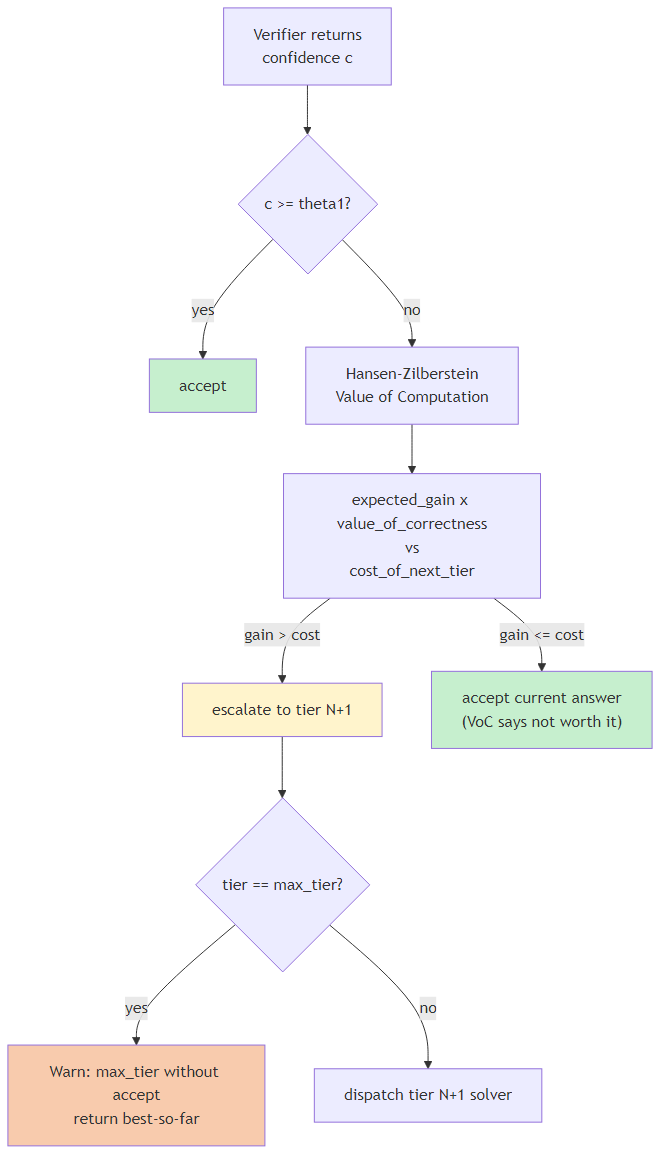 Verifier returns
confidence c
c >= theta1?
yes
no
accept
Hansen-Zilberstein
Value of Computation
expected_gain x
value_of_correctness
vs
cost_of_next_tier
gain > cost
gain <= cost
escalate to tier N+1
accept current answer
(VoC says not worth it)
tier == max_tier?
yes
no
Warn: max_tier without
accept
return best-so-far
dispatch tier N+1 solver